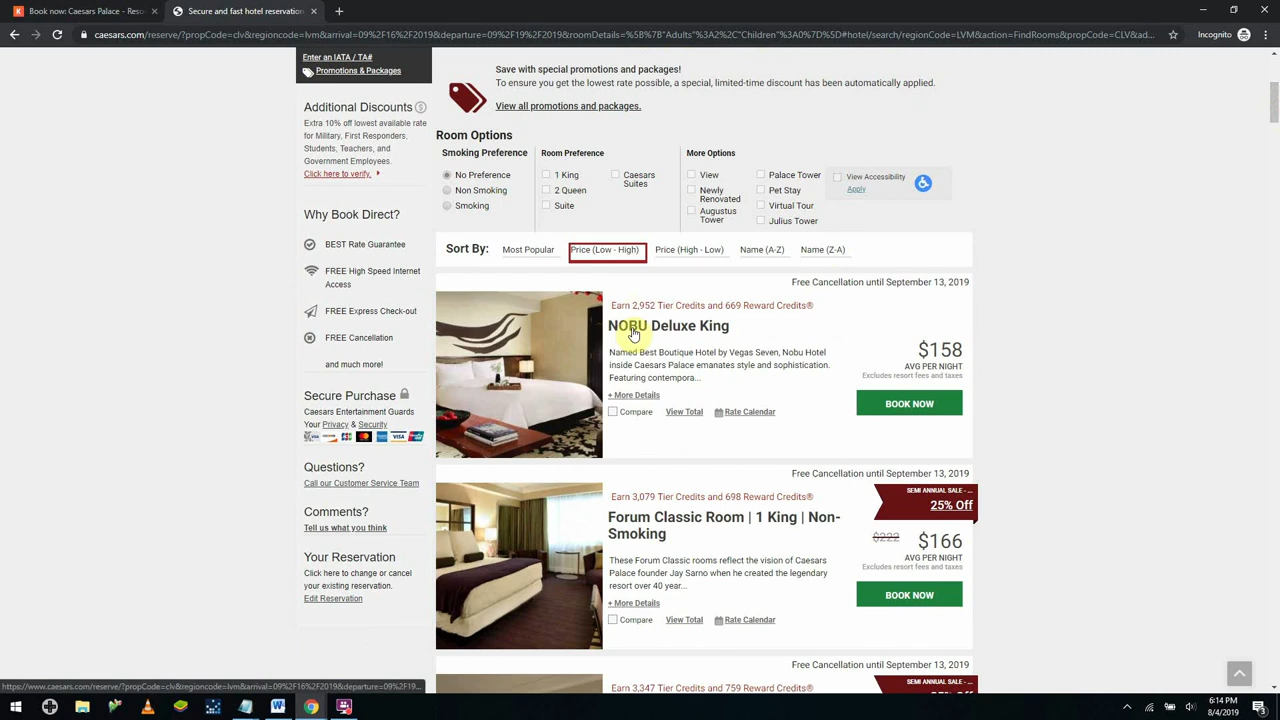 Book now: Caesars Palace – Resort
Secure and hotel reservation
caesars.com/reserve/?propCode=clv&regioncode=lvm&arrival=09%2F16%2F2019&departure=09%2F19%2F2019&roomDetails=%5B%7B"Adults"%3A2%2C"Children"%3A0%7D%5D#hotel/search/regionCode=LVM&action=FindRooms&propCode=CLV&ad...
Incognito
Enter an IATA / TA#
Promotions & Packages
Additional Discounts
Extra 10% off lowest available rate
for Military, First Responders,
Students, Teachers, and
Government Employees.
Click here to verify.
Why Book Direct?
BEST Rate Guarantee
FREE High Speed Internet
Access
FREE Express Check-out
FREE Cancellation
and much more!
Secure Purchase
Caesars Entertainment Guards
Your Privacy & Security
VISA
Questions?
Call our Customer Service Team
Comments?
Tell us what you think
Your Reservation
Click here to change or cancel
your existing reservation.
Edit Reservation
Save with special promotions and packages!
To ensure you get the lowest rate possible, a special, limited-time discount has been automatically applied.
View all promotions and packages.
Room Options
Smoking Preference
No Preference
Non Smoking
Smoking
Room Preference
1 King
2 Queen
Suite
Caesars
Suites
More Options
View
Newly
Renovated
Augustus
Tower
Palace Tower
Pet Stay
Virtual Tour
Julius Tower
View Accessibility
Apply
Sort By: Most Popular Price (Low - High) Price (High - Low) Name (A-Z) Name (Z-A)
Free Cancellation until September 13, 2019
Earn 2,952 Tier Credits and 669 Reward Credits®
NOBU Deluxe King
Named Best Boutique Hotel by Vegas Seven, Nobu Hotel
inside Caesars Palace emanates style and sophistication.
Featuring contempora...
+ More Details
Compare View Total Rate Calendar
$158
AVG PER NIGHT
Excludes resort fees and taxes
BOOK NOW
Free Cancellation until September 13, 2019
Earn 3,079 Tier Credits and 698 Reward Credits®
Forum Classic Room | 1 King | Non-
Smoking
These Forum Classic rooms reflect the vision of Caesars
Palace founder Jay Sarno when he created the legendary
resort over 40 year...
+ More Details
Compare View Total Rate Calendar
SEMI ANNUAL SALE - ...
25% Off
$222 $166
AVG PER NIGHT
Excludes resort fees and taxes
BOOK NOW
Free Cancellation until September 13, 2019
Earn 3,347 Tier Credits and 759 Reward Credits®
SEMI ANNUAL SALE - ...
https://www.caesars.com/reserve/?propCode=clv&regioncode=lvm&arrival=09%2F16%2F2019&departure=09%2F19...
6:14 PM
8/4/2019